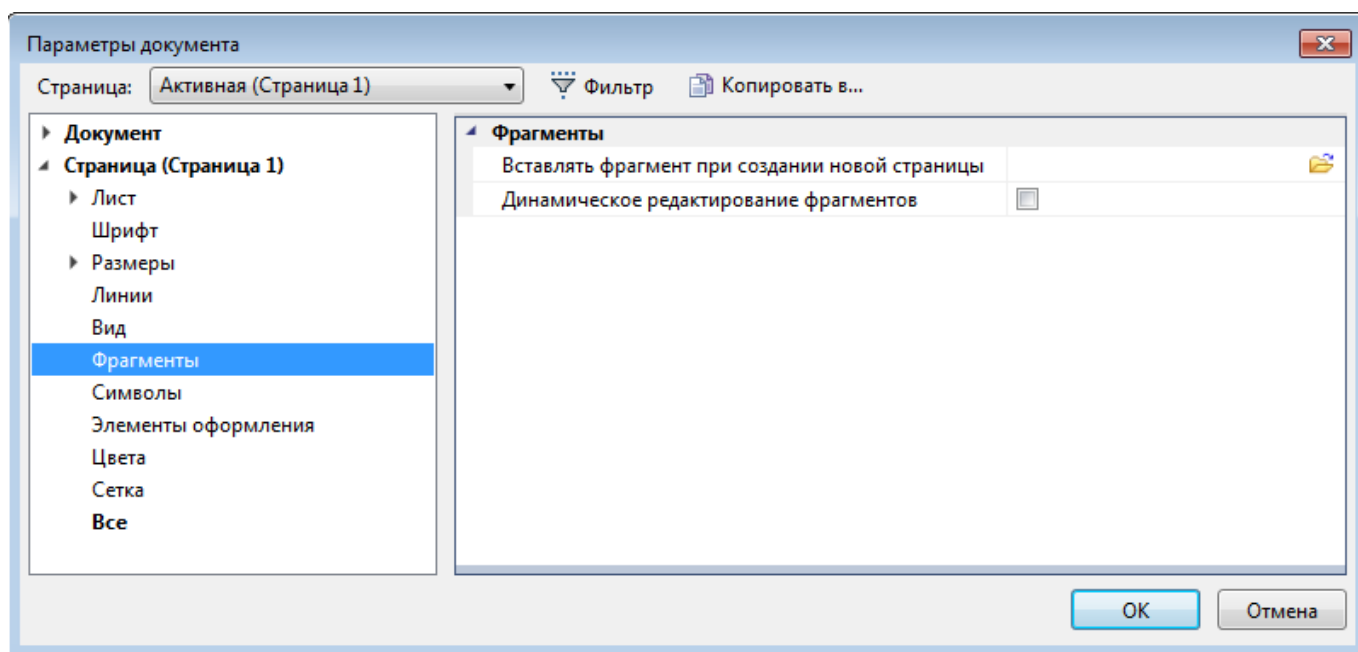 Параметры документа
Страница: Активная (Страница 1) Фильтр Копировать в...
Документ
Страница (Страница 1)
Лист
Шрифт
Размеры
Линии
Вид
Фрагменты
Символы
Элементы оформления
Цвета
Сетка
Все
Фрагменты
Вставлять фрагмент при создании новой страницы
Динамическое редактирование фрагментов
ОК Отмена